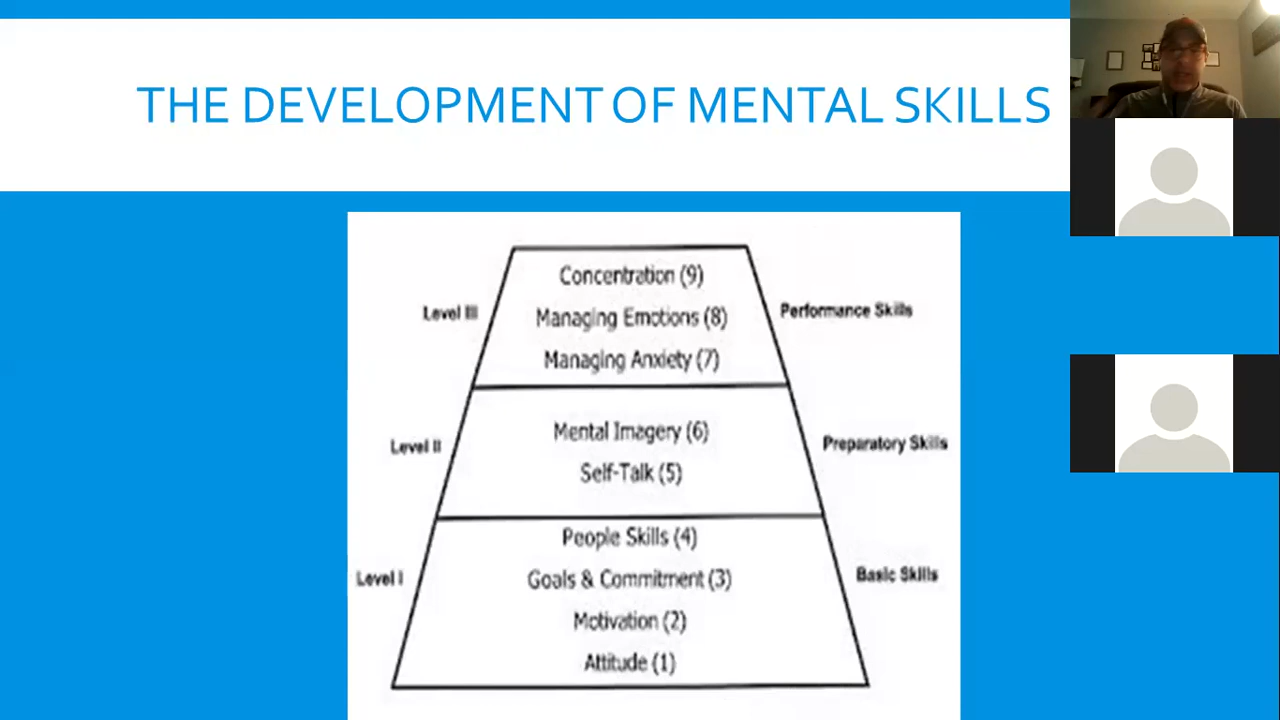 THE DEVELOPMENT OF MENTAL SKILLS
Concentration (9)
Level III
Managing Emotions (8)
Performance Skills
Managing Anxiety (7)
Mental Imagery (6)
Level II
Preparatory Skills
Self-Talk (5)
People Skills (4)
Level I
Goals & Commitment (3)
Basic Skills
Motivation (2)
Attitude (1)